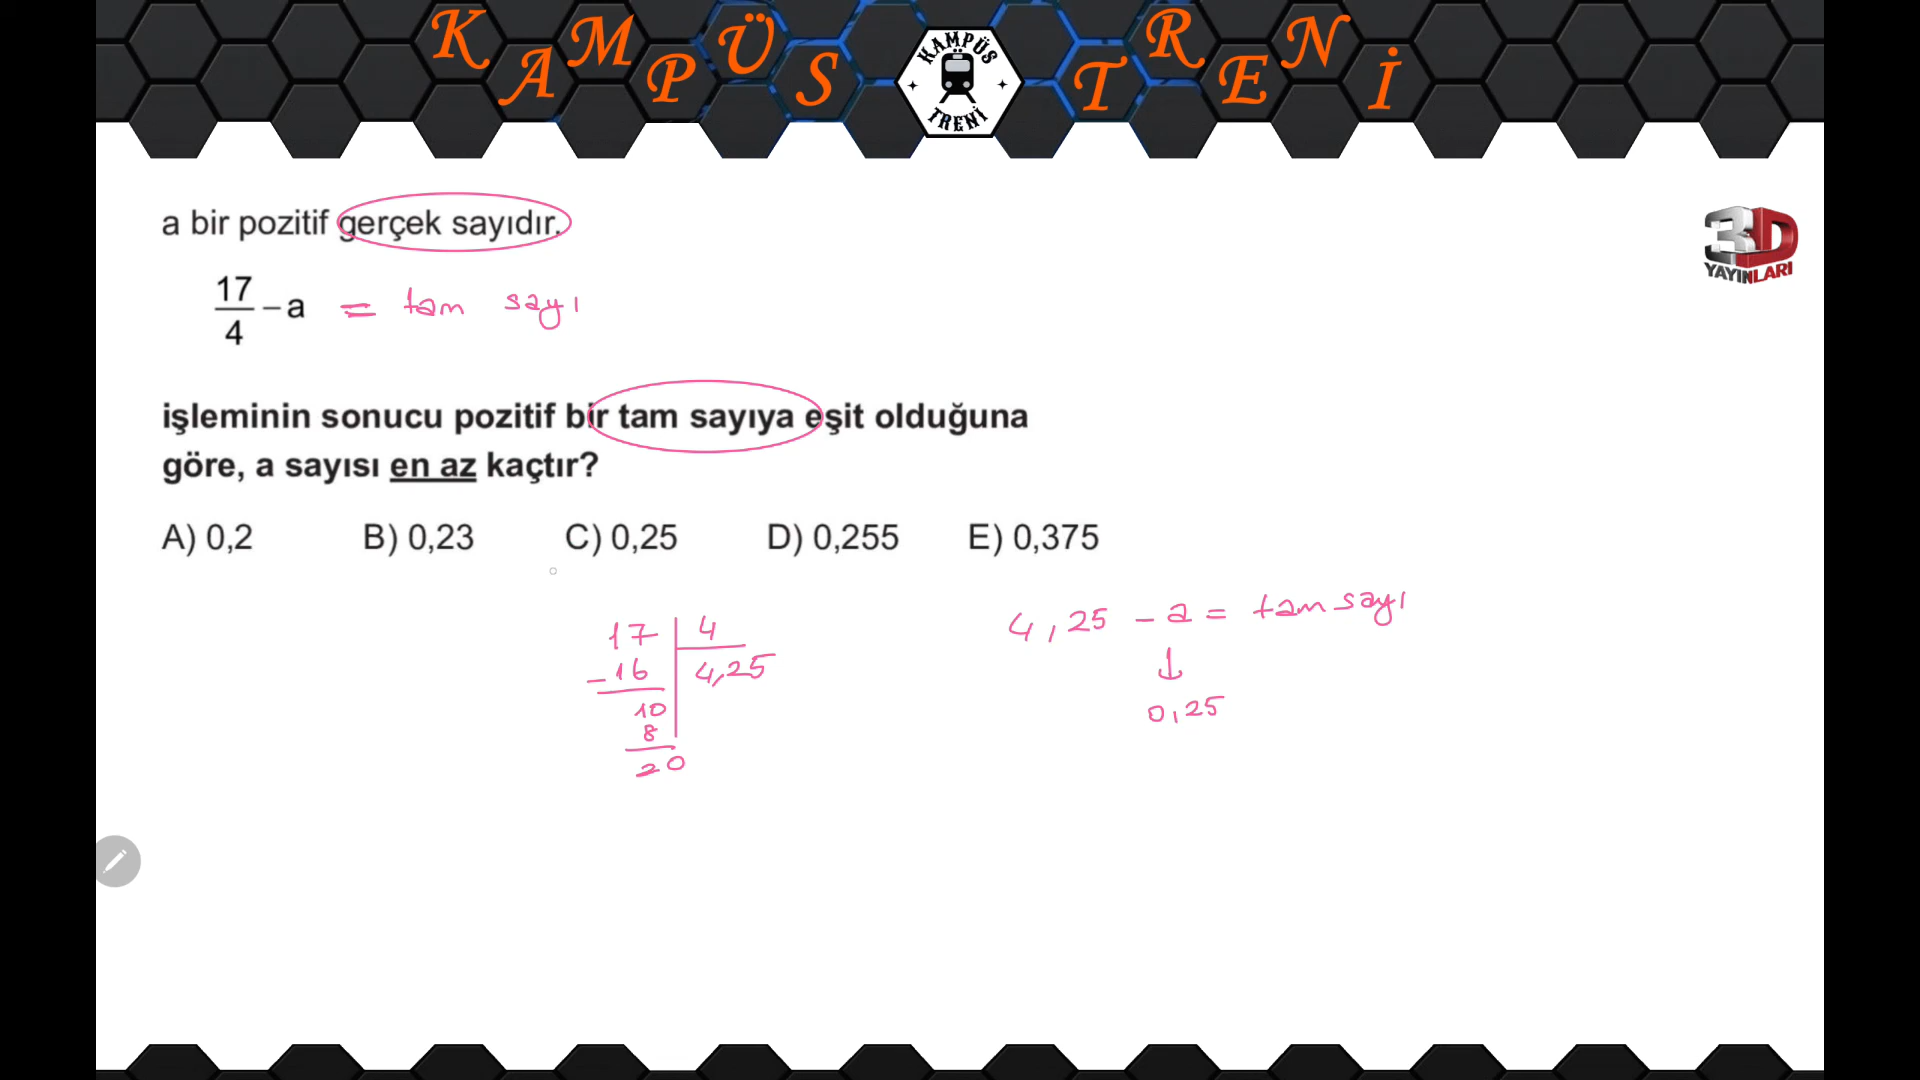 KAMPÜS TRENİ
KAMPÜS
TRENİ
3D
YAYINLARI
a bir pozitif gerçek sayıdır.
17/4 – a = tam sayı
işleminin sonucu pozitif bir tam sayıya eşit olduğuna
göre, a sayısı en az kaçtır?
A) 0,2 B) 0,23 C) 0,25 D) 0,255 E) 0,375
17 | 4
-16 | 4,25
10
8
20
4,25 - a = tam sayı
↓
0,25